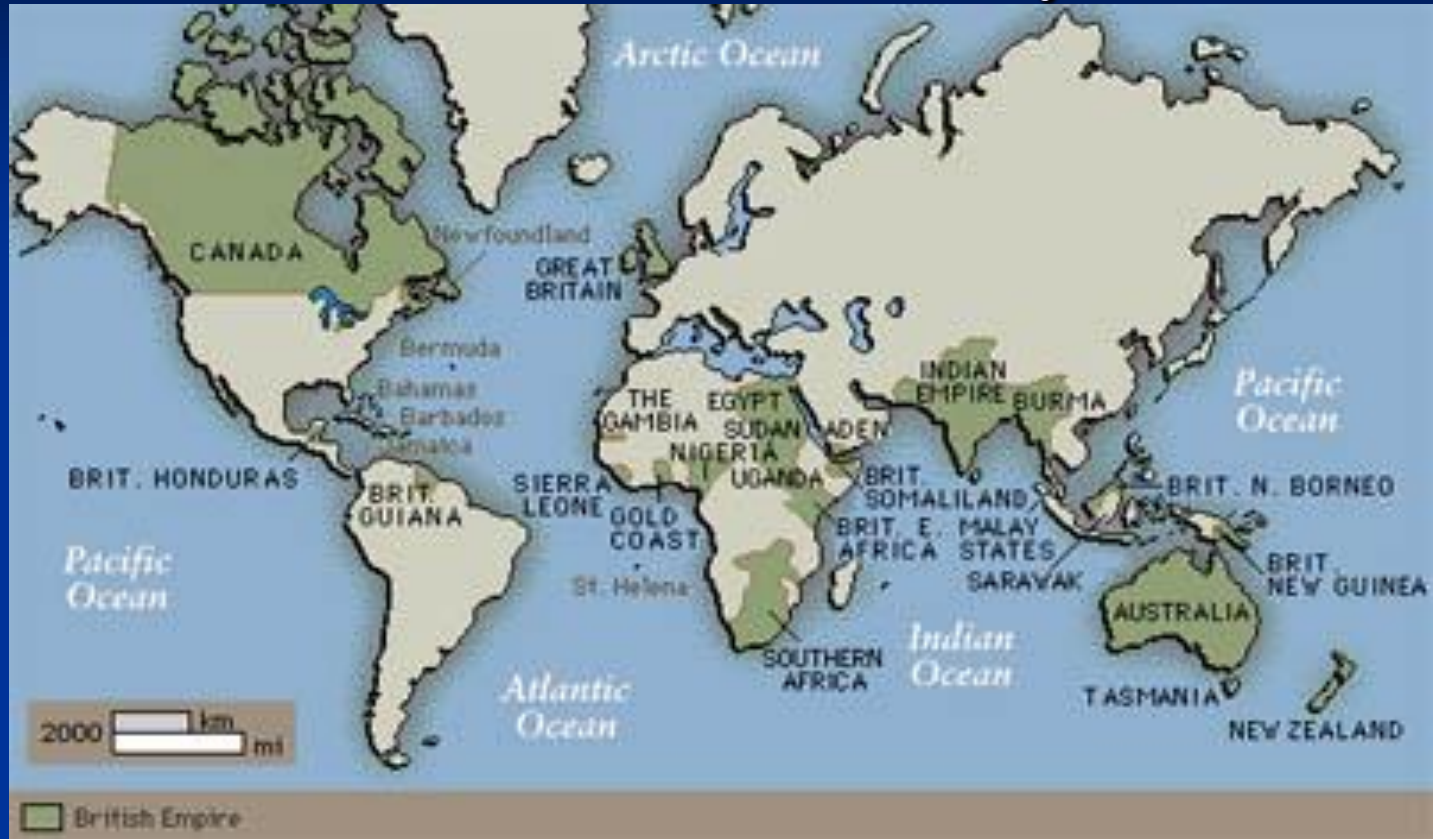 Arctic Ocean
CANADA
Newfoundland
GREAT
BRITAIN
Bermuda
Bahamas
Barbados
Jamaica
BRIT. HONDURAS
BRIT.
GUIANA
THE
GAMBIA
EGYPT
SUDAN
ADEN
NIGERIA
UGANDA
SIERRA
LEONE
GOLD
COAST
St. Helena
BRIT.
SOMALILAND
BRIT. E.
AFRICA
MALAY
STATES
SARAWAK
INDIAN
EMPIRE
BURMA
Pacific
Ocean
BRIT. N. BORNEO
BRIT.
NEW GUINEA
AUSTRALIA
Pacific
Ocean
Indian
Ocean
SOUTHERN
AFRICA
Atlantic
Ocean
TASMANIA
NEW ZEALAND
2000
km
mi
British Empire